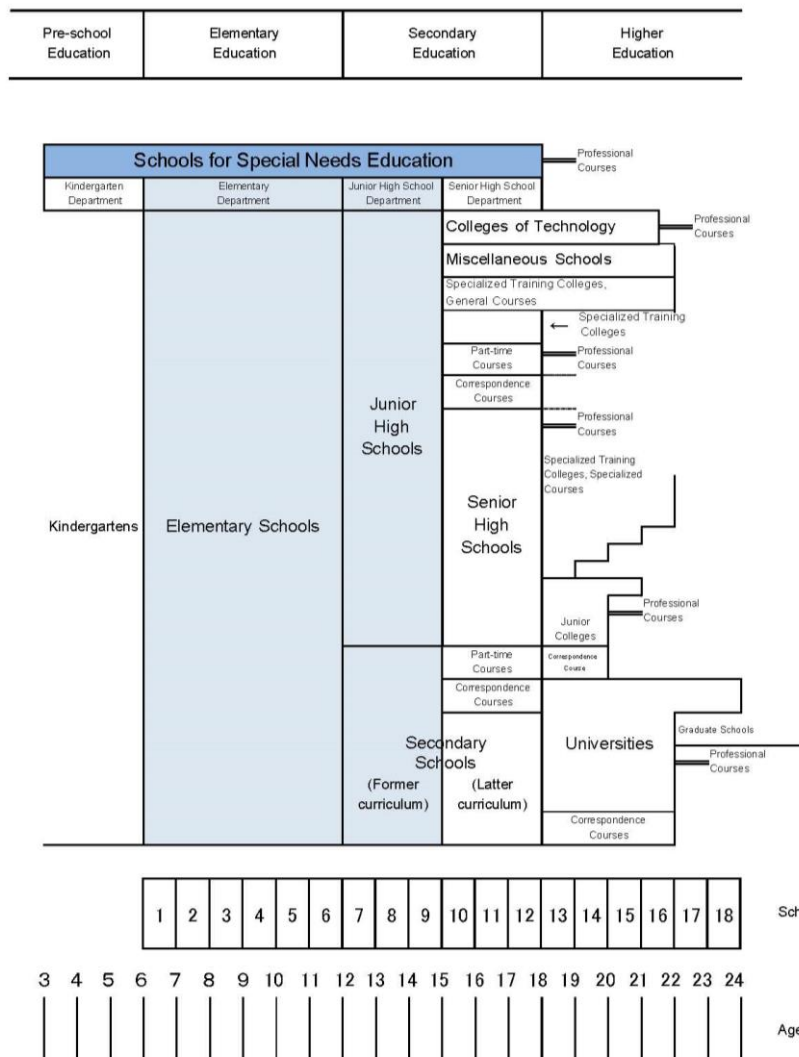 Pre-school
Education
Elementary
Education
Secondary
Education
Higher
Education
Schools for Special Needs Education
Professional
Courses
Kindergarten
Department
Elementary
Department
Junior High School
Department
Senior High School
Department
Colleges of Technology
Professional
Courses
Miscellaneous Schools
Specialized Training Colleges,
General Courses
← Specialized Training
Colleges
Part-time
Courses
Professional
Courses
Correspondence
Courses
Junior
High
Schools
Professional
Courses
Specialized Training
Colleges, Specialized
Courses
Kindergartens
Elementary Schools
Senior
High
Schools
Junior
Colleges
Professional
Courses
Part-time
Courses
Correspondence
Course
Correspondence
Courses
Secondary
Schools
(Former
curriculum)
(Latter
curriculum)
Universities
Graduate Schools
Professional
Courses
Correspondence
Courses
1 2 3 4 5 6 7 8 9 10 11 12 13 14 15 16 17 18 Sch
3 4 5 6 7 8 9 10 11 12 13 14 15 16 17 18 19 20 21 22 23 24
Age